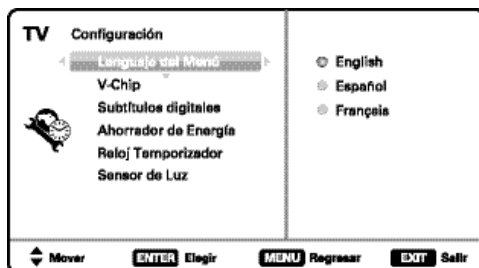 TV Configuración
Lenguaje del Menú
V-Chip
Subtítulos digitales
Ahorrador de Energía
Reloj Temporizador
Sensor de Luz
English
Español
Français
Mover ENTER Elegir MENU Regresar EXIT Salir